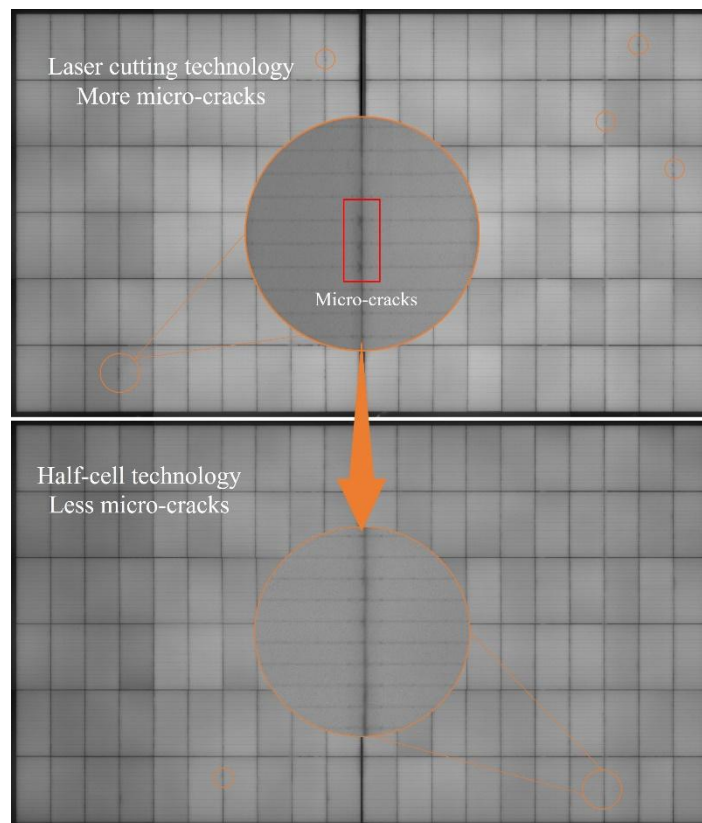 Laser cutting technology
More micro-cracks
Micro-cracks
Half-cell technology
Less micro-cracks